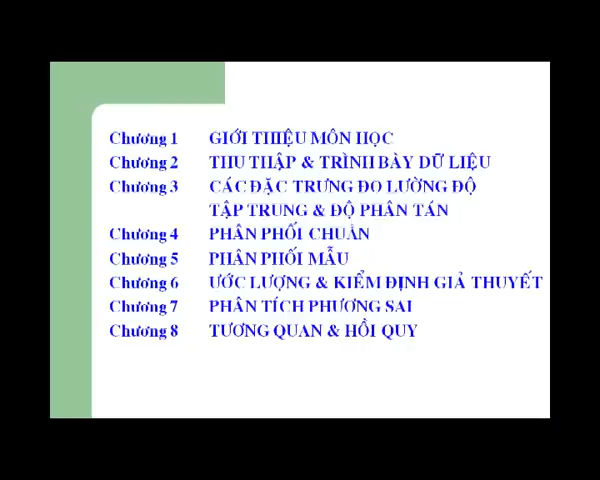 Chương 1 GIỚI THIỆU MÔN HỌC
Chương 2 THU THẬP & TRÌNH BÀY DỮ LIỆU
Chương 3 CÁC ĐẶC TRƯNG ĐO LƯỜNG ĐỘ
TẬP TRUNG & ĐỘ PHÂN TÁN
Chương 4 PHÂN PHỐI CHUẨN
Chương 5 PHÂN PHỐI MẪU
Chương 6 ƯỚC LƯỢNG & KIỂM ĐỊNH GIẢ THUYẾT
Chương 7 PHÂN TÍCH PHƯƠNG SAI
Chương 8 TƯƠNG QUAN & HỒI QUY